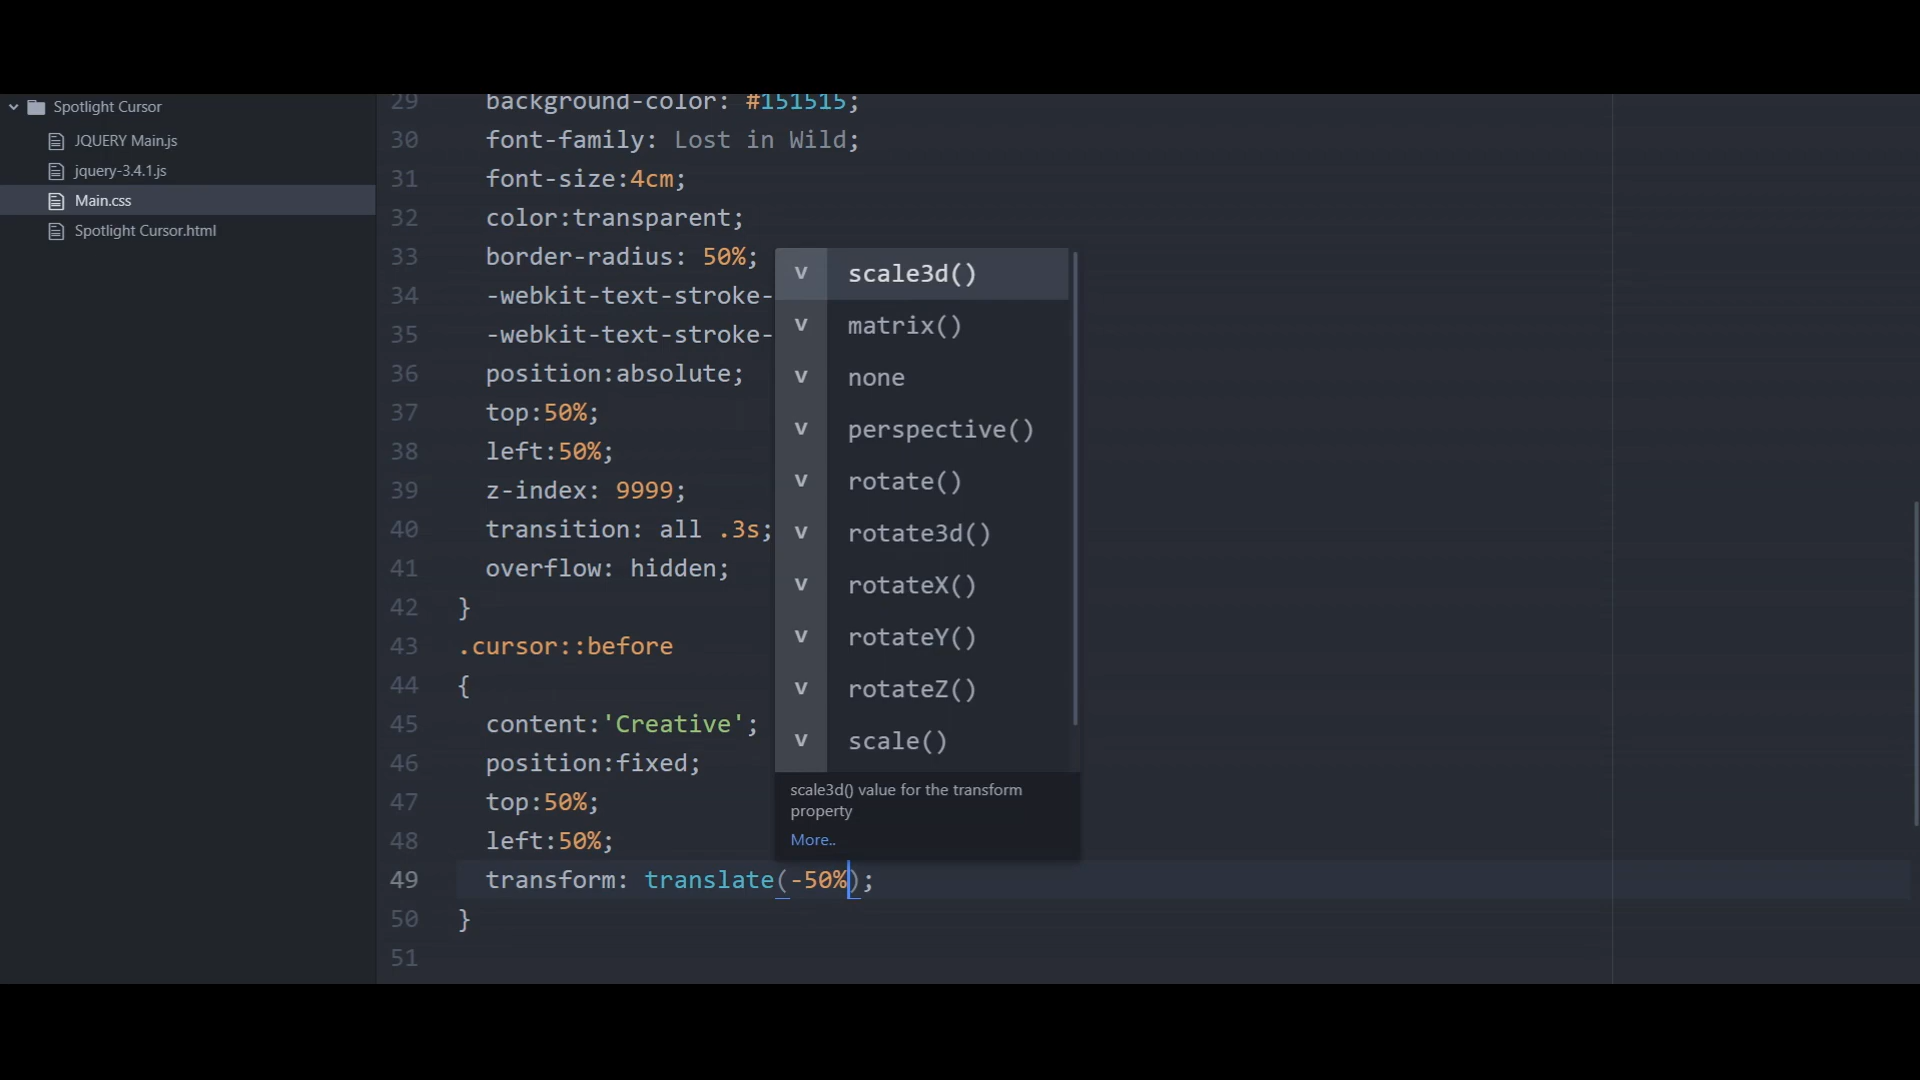 Spotlight Cursor
JQUERY Main.js
jquery-3.4.1.js
Main.css
Spotlight Cursor.html
29 background-color: #151515;
30 font-family: Lost in Wild;
31 font-size:4cm;
32 color:transparent;
33 border-radius: 50%;
34 -webkit-text-stroke-
35 -webkit-text-stroke-
36 position:absolute;
37 top:50%;
38 left:50%;
39 z-index: 9999;
40 transition: all .3s;
41 overflow: hidden;
42 }
43 .cursor::before
44 {
45 content:'Creative';
46 position:fixed;
47 top:50%;
48 left:50%;
49 transform: translate(-50%);
50 }
51
v scale3d()
v matrix()
v none
v perspective()
v rotate()
v rotate3d()
v rotateX()
v rotateY()
v rotateZ()
v scale()
scale3d() value for the transform
property
More..